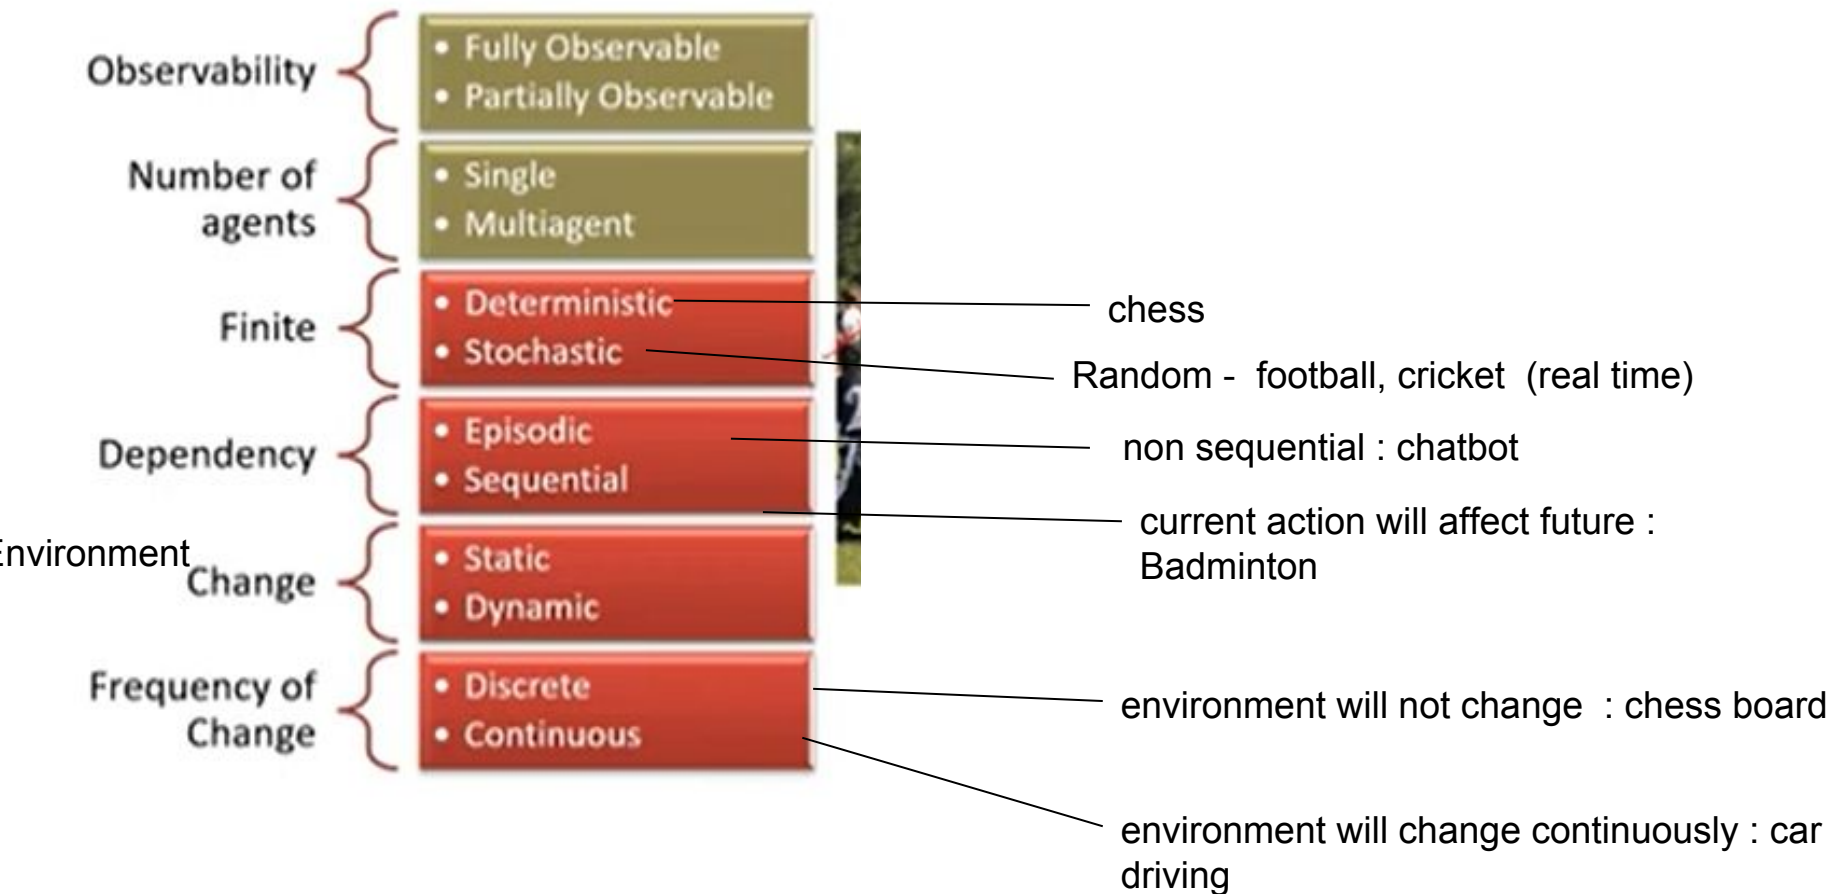 Observability
• Fully Observable
• Partially Observable
Number of
agents
• Single
• Multiagent
Finite
• Deterministic
• Stochastic
chess
Random -  football, cricket  (real time)
Dependency
• Episodic
• Sequential
non sequential : chatbot
current action will affect future :
Badminton
Environment
Change
• Static
• Dynamic
Frequency of
Change
• Discrete
• Continuous
environment will not change  : chess board
environment will change continuously : car
driving